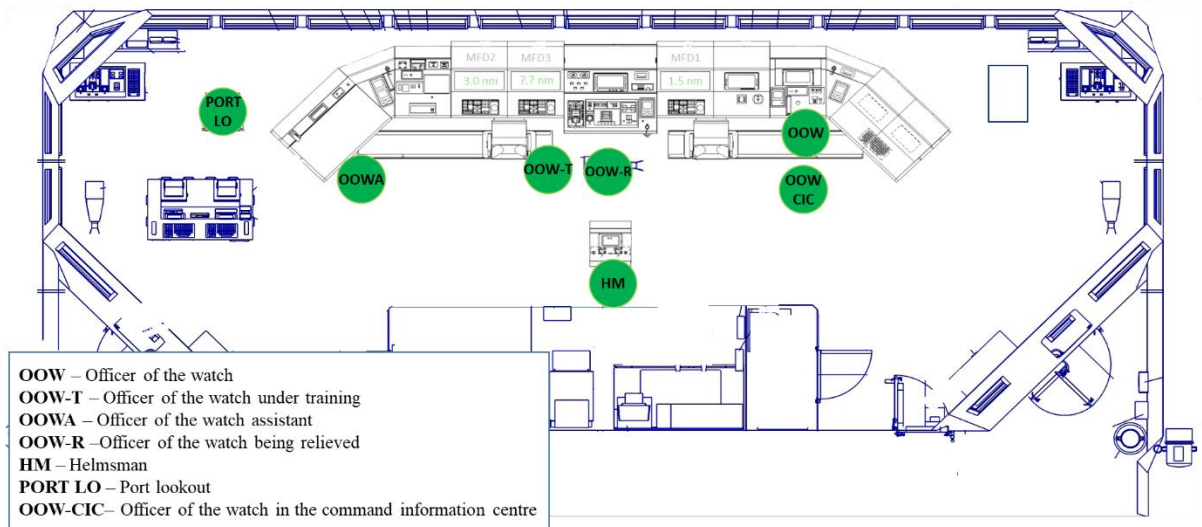 MFD2
MFD3
MFD1
3.0 nm
?.? nm
1.5 nm
PORT
LO
OOW
OOWA
OOW-T
OOW-R
OOW
CIC
HM
OOW – Officer of the watch
OOW-T – Officer of the watch under training
OOWA – Officer of the watch assistant
OOW-R –Officer of the watch being relieved
HM – Helmsman
PORT LO – Port lookout
OOW-CIC– Officer of the watch in the command information centre